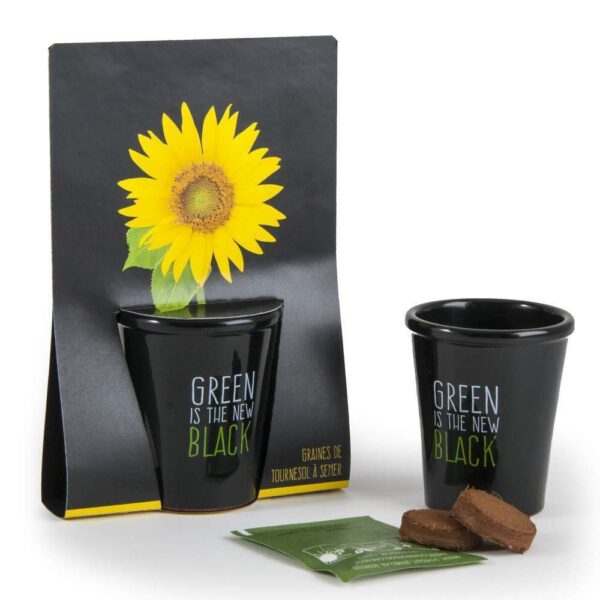 GREEN
IS THE NEW
BLACK
GRAINES DE
TOURNESOL À SEMER
GREEN
IS THE NEW
BLACK